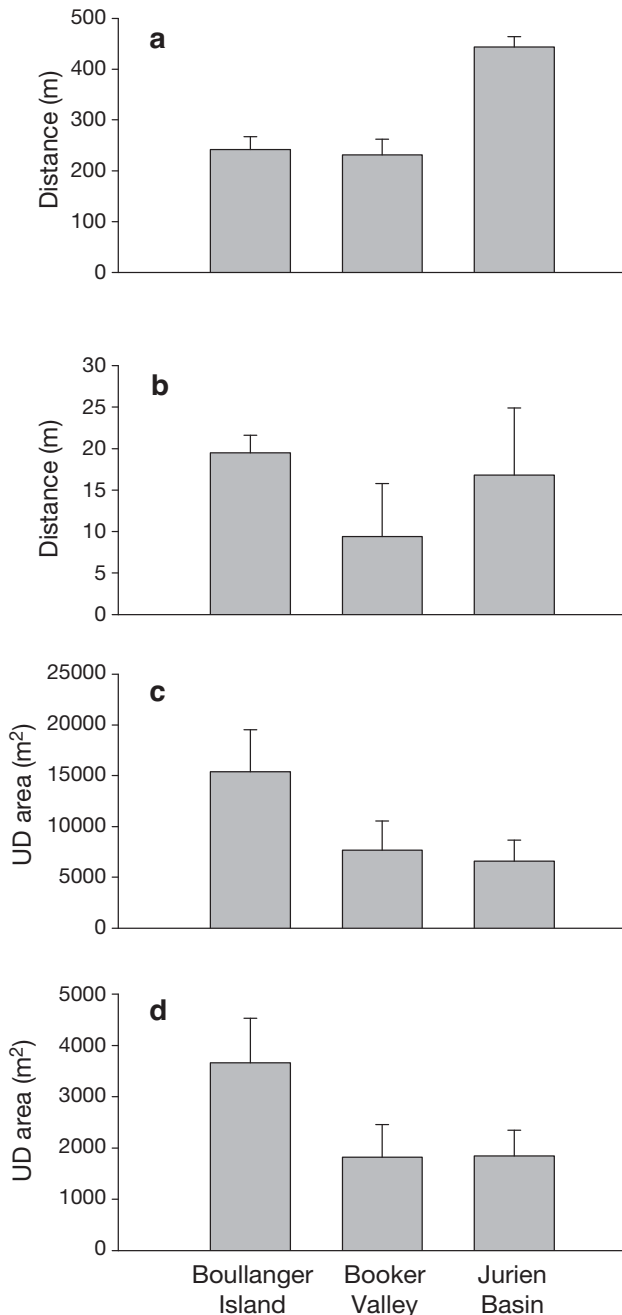 a
Distance (m)
500
400
300
200
100
0
b
Distance (m)
30
25
20
15
10
5
0
c
UD area (m²)
25000
20000
15000
10000
5000
0
d
UD area (m²)
5000
4000
3000
2000
1000
0
Boullanger
Island
Booker
Valley
Jurien
Basin